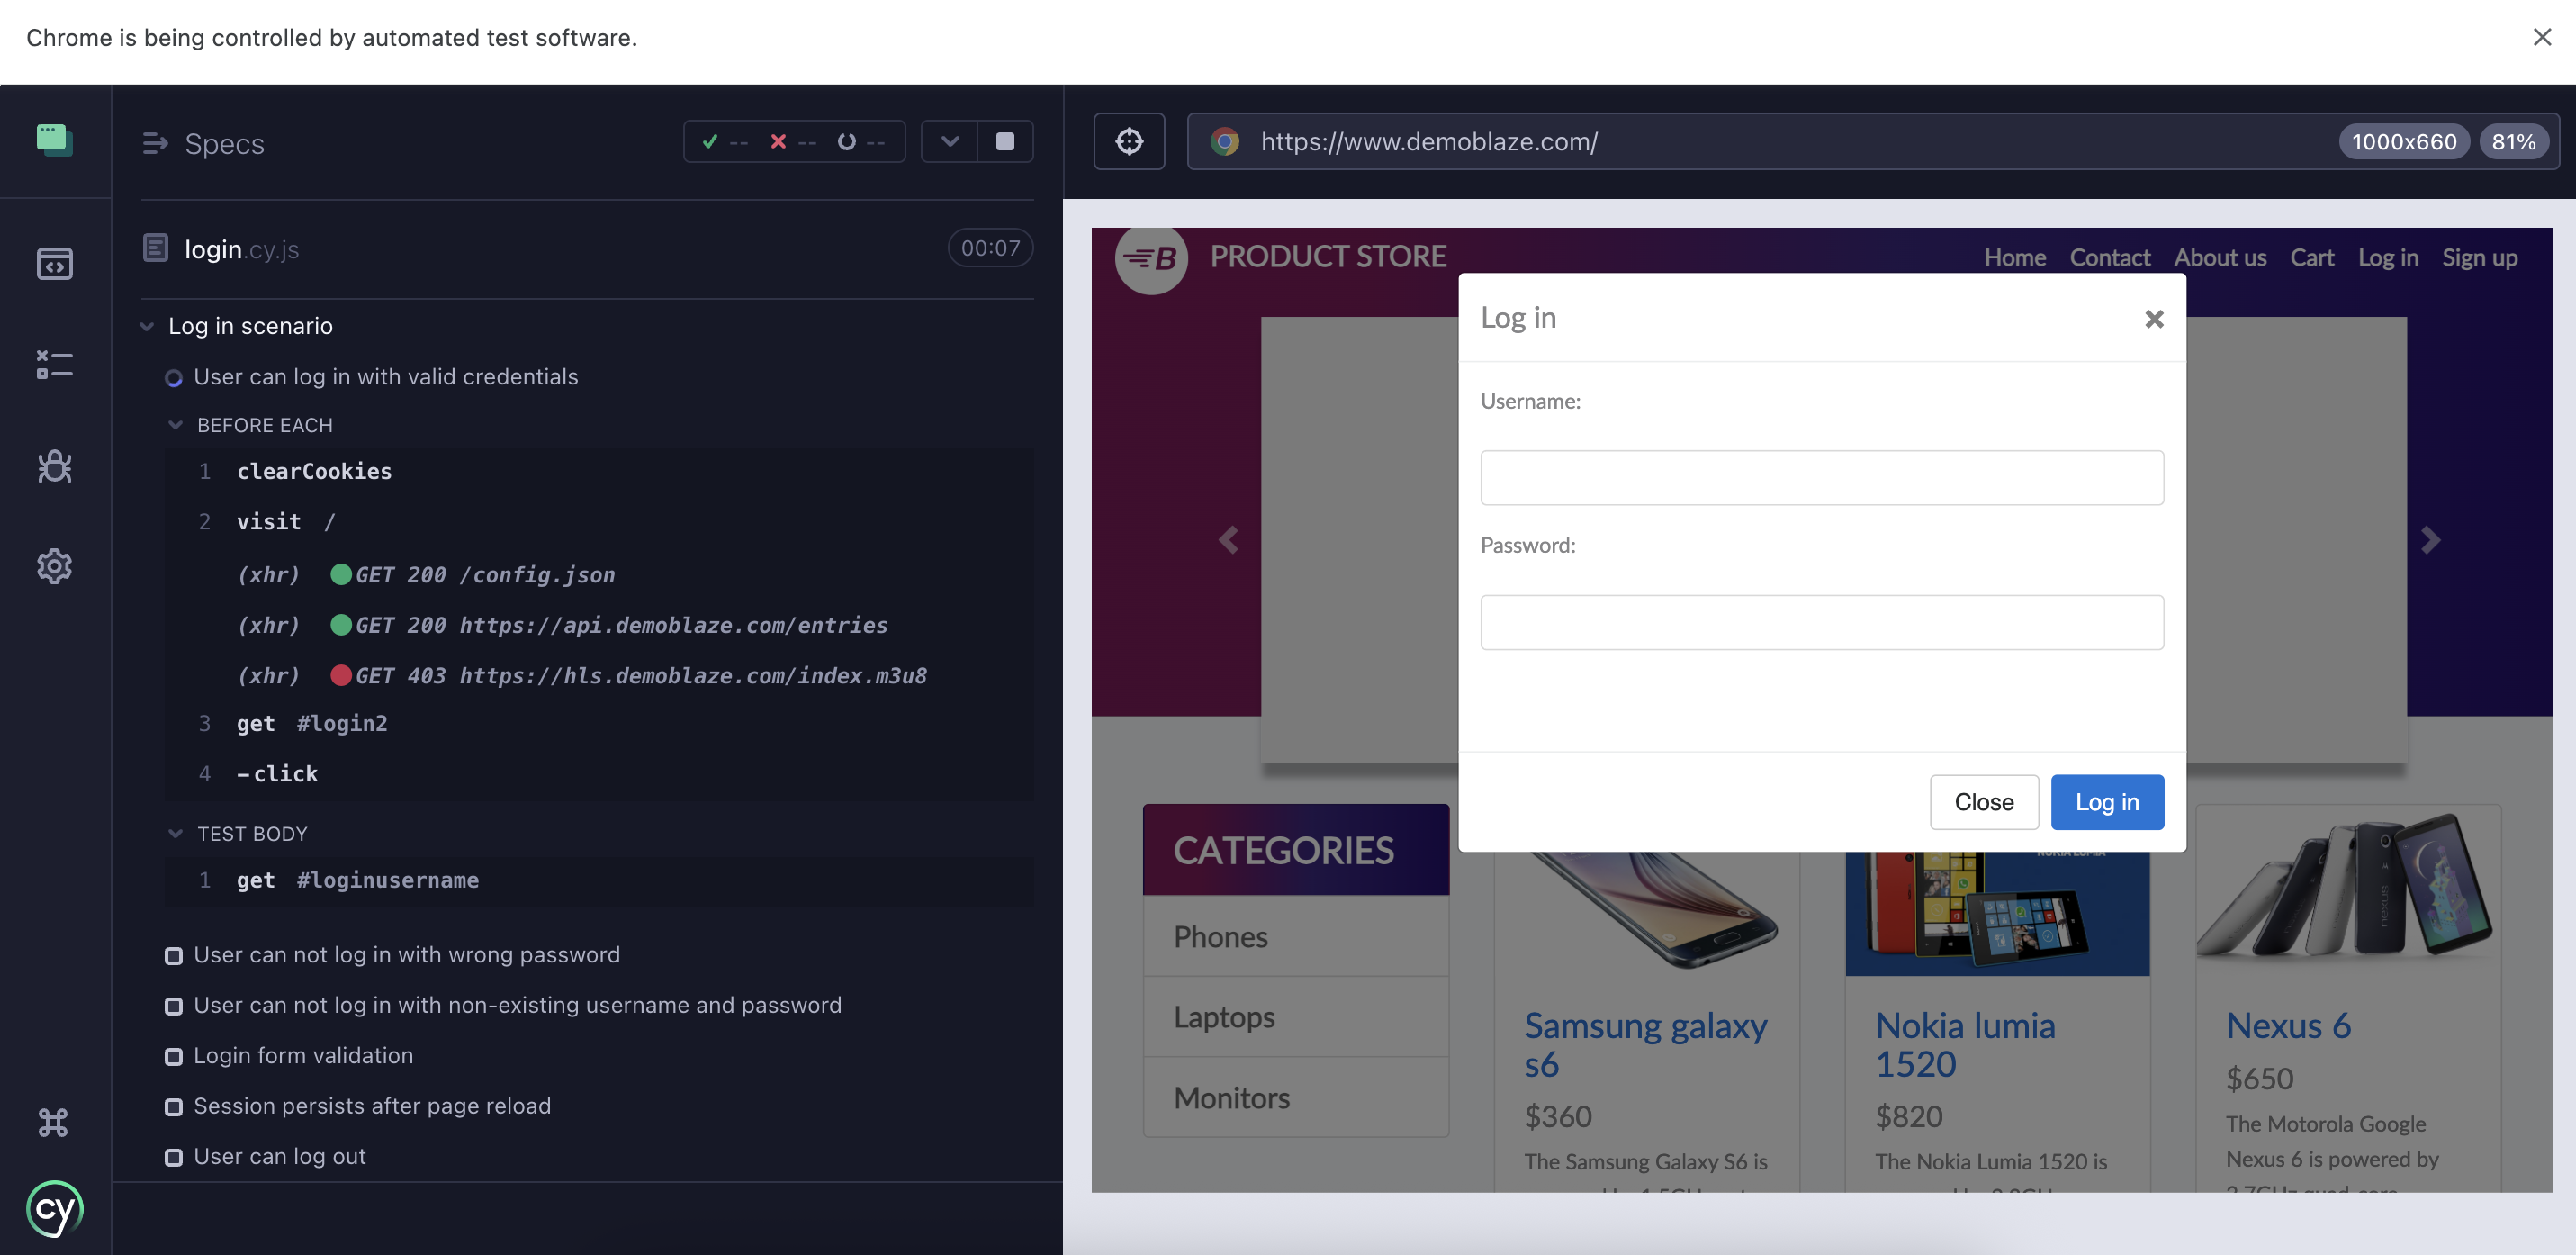 Chrome is being controlled by automated test software.
Specs
-- -- --
https://www.demoblaze.com/
1000x660
81%
login.cy.js
00:07
Log in scenario
User can log in with valid credentials
BEFORE EACH
1 clearCookies
2 visit /
(xhr) GET 200 /config.json
(xhr) GET 200 https://api.demoblaze.com/entries
(xhr) GET 403 https://hls.demoblaze.com/index.m3u8
3 get #login2
4 -click
TEST BODY
1 get #loginusername
User can not log in with wrong password
User can not log in with non-existing username and password
Login form validation
Session persists after page reload
User can log out
cy
B
PRODUCT STORE
Home Contact About us Cart Log in Sign up
Log in
Username:
Password:
Close
Log in
CATEGORIES
Phones
Laptops
Monitors
Samsung galaxy
s6
$360
The Samsung Galaxy S6 is
Nokia lumia
1520
$820
The Nokia Lumia 1520 is
Nexus 6
$650
The Motorola Google
Nexus 6 is powered by